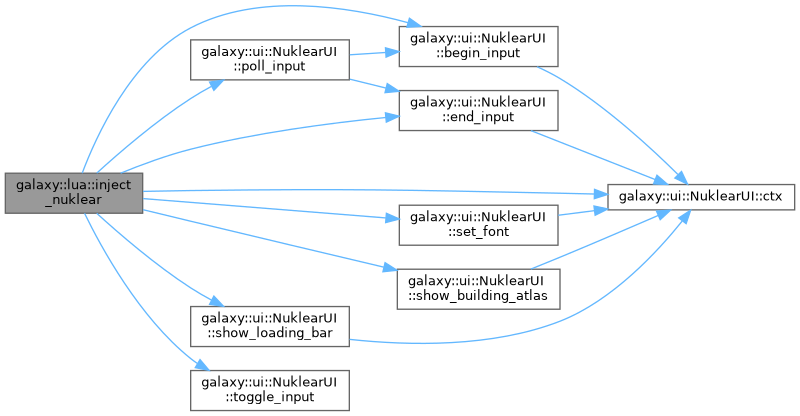 galaxy::ui::NuklearUI
::begin_input
galaxy::ui::NuklearUI
::poll_input
galaxy::ui::NuklearUI
::end_input
galaxy::lua::inject
_nuklear
galaxy::ui::NuklearUI::ctx
galaxy::ui::NuklearUI
::set_font
galaxy::ui::NuklearUI
::show_building_atlas
galaxy::ui::NuklearUI
::show_loading_bar
galaxy::ui::NuklearUI
::toggle_input